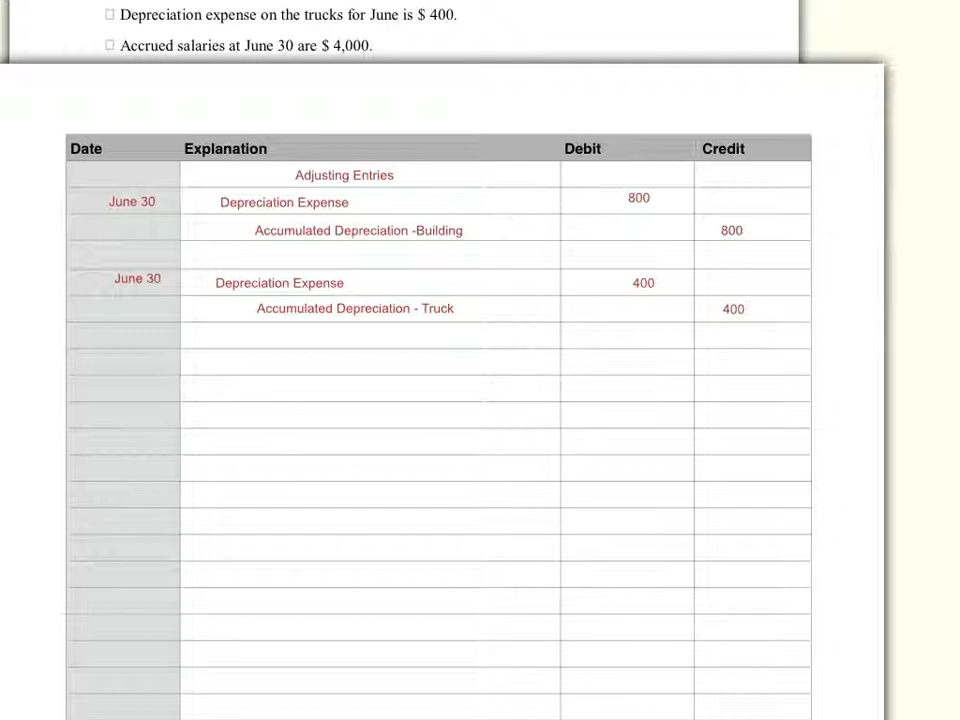 Depreciation expense on the trucks for June is $ 400.
Accrued salaries at June 30 are $ 4,000.
Date Explanation Debit Credit
Adjusting Entries
June 30 Depreciation Expense 800
Accumulated Depreciation -Building 800
June 30 Depreciation Expense 400
Accumulated Depreciation - Truck 400